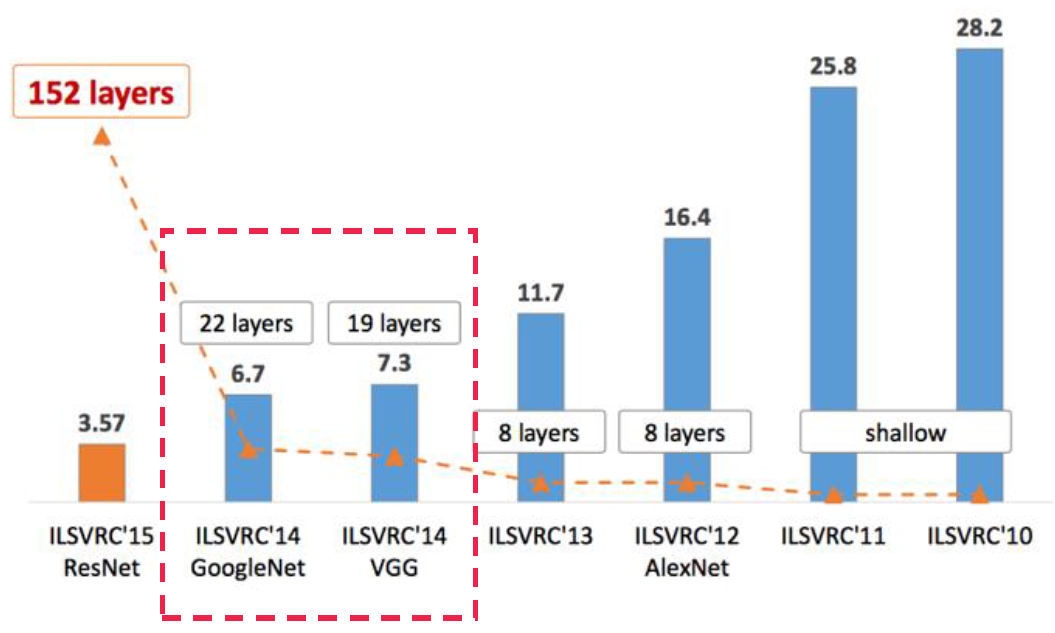 28.2
25.8
152 layers
16.4
11.7
22 layers
19 layers
7.3
6.7
3.57
8 layers
8 layers
shallow
ILSVRC'15
ResNet
ILSVRC'14
GoogleNet
ILSVRC'14
VGG
ILSVRC'13
ILSVRC'12
AlexNet
ILSVRC'11
ILSVRC'10